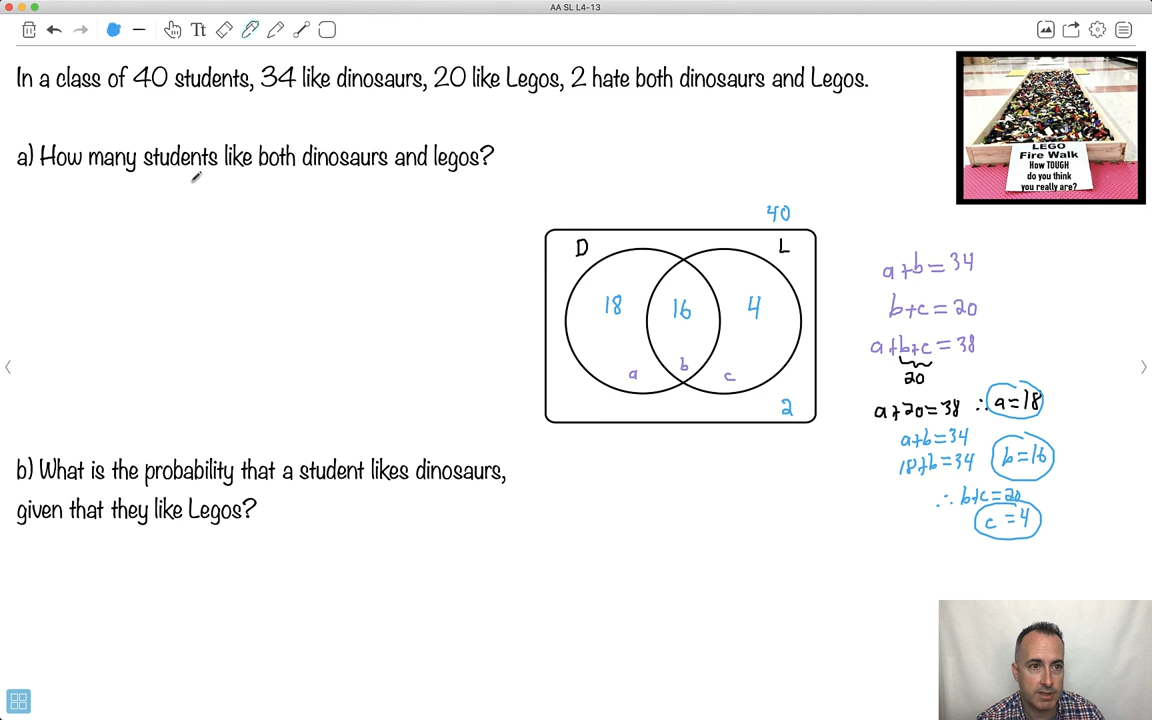 AA SL L4-13
Tt
In a class of 40 students, 34 like dinosaurs, 20 like Legos, 2 hate both dinosaurs and Legos.
LEGO
Fire Walk
How TOUGH
do you think
you really are?
a) How many students like both dinosaurs and legos?
40
D L
18 16 4
a b c
2
a+b=34
b+c=20
a+b+c=38
20
a+20=38 ∴ a=18
a+b=34
18+b=34 b=16
∴ b+c=20
c=4
b) What is the probability that a student likes dinosaurs,
given that they like Legos?